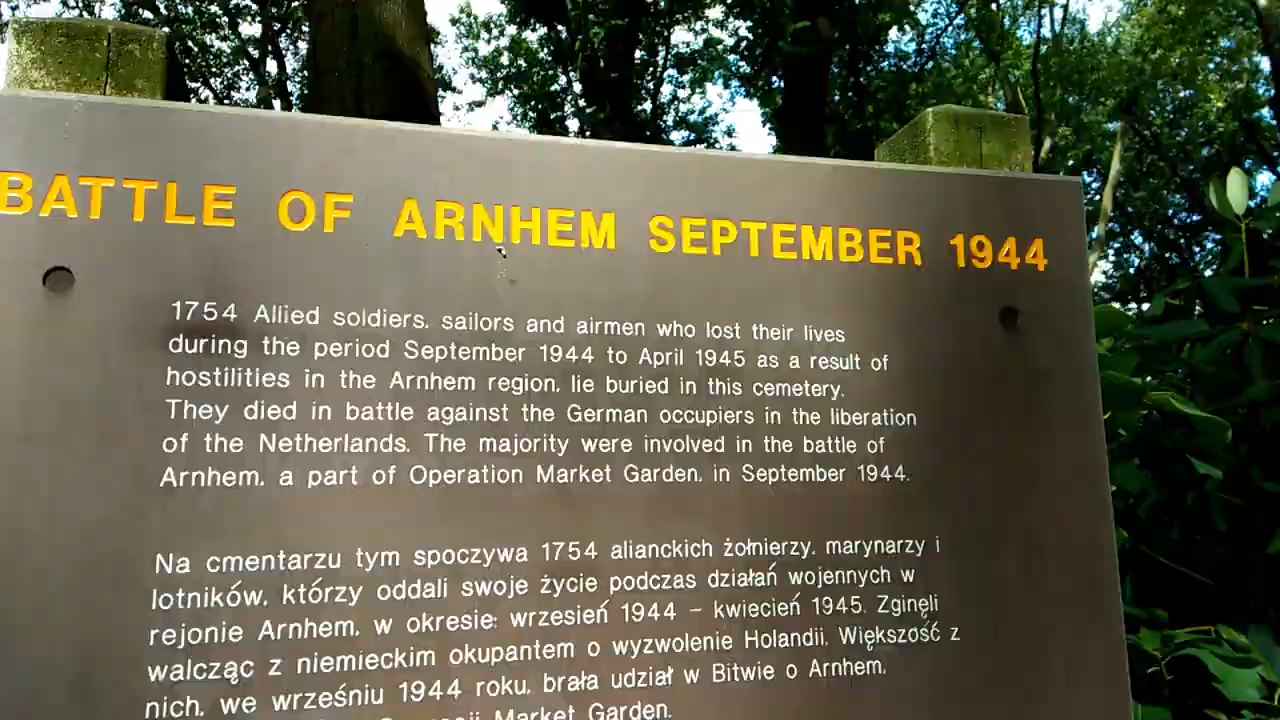 BATTLE OF ARNHEM SEPTEMBER 1944
1754 Allied soldiers, sailors and airmen who lost their lives
during the period September 1944 to April 1945 as a result of
hostilities in the Arnhem region, lie buried in this cemetery.
They died in battle against the German occupiers in the liberation
of the Netherlands. The majority were involved in the battle of
Arnhem, a part of Operation Market Garden, in September 1944.
Na cmentarzu tym spoczywa 1754 alianckich żołnierzy, marynarzy i
lotników, którzy oddali swoje życie podczas działań wojennych w
rejonie Arnhem, w okresie: wrzesień 1944 – kwiecień 1945. Zginęli
walcząc z niemieckim okupantem o wyzwolenie Holandii. Większość z
nich, we wrześniu 1944 roku, brała udział w Bitwie o Arnhem,
Market Garden.